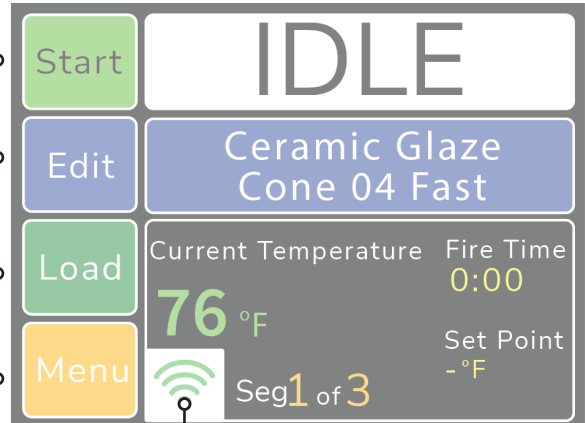 Start
IDLE
Edit
Ceramic Glaze
Cone 04 Fast
Load
Current Temperature
76 °F
Fire Time
0:00
Set Point
- °F
Menu
Seg 1 of 3